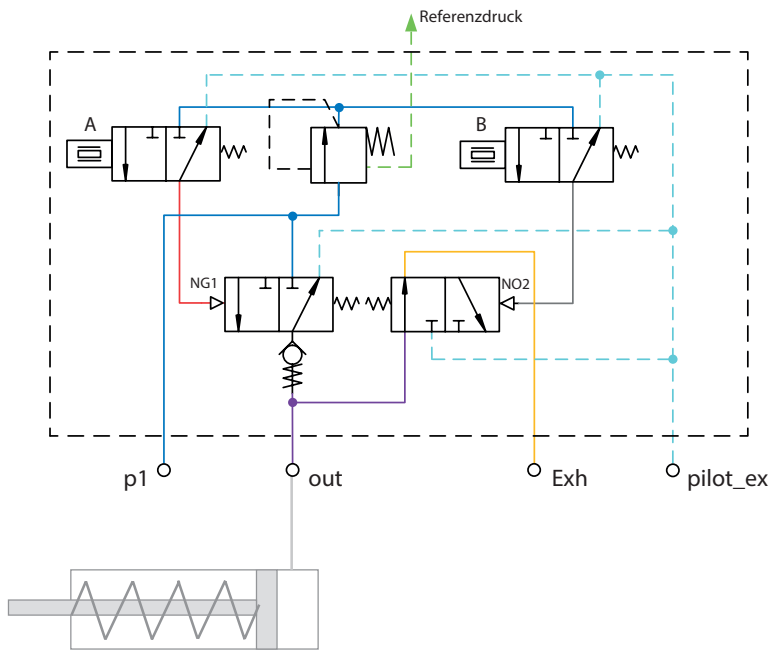 Referenzdruck
A
B
NG1
NO2
p1
out
Exh
pilot_ex